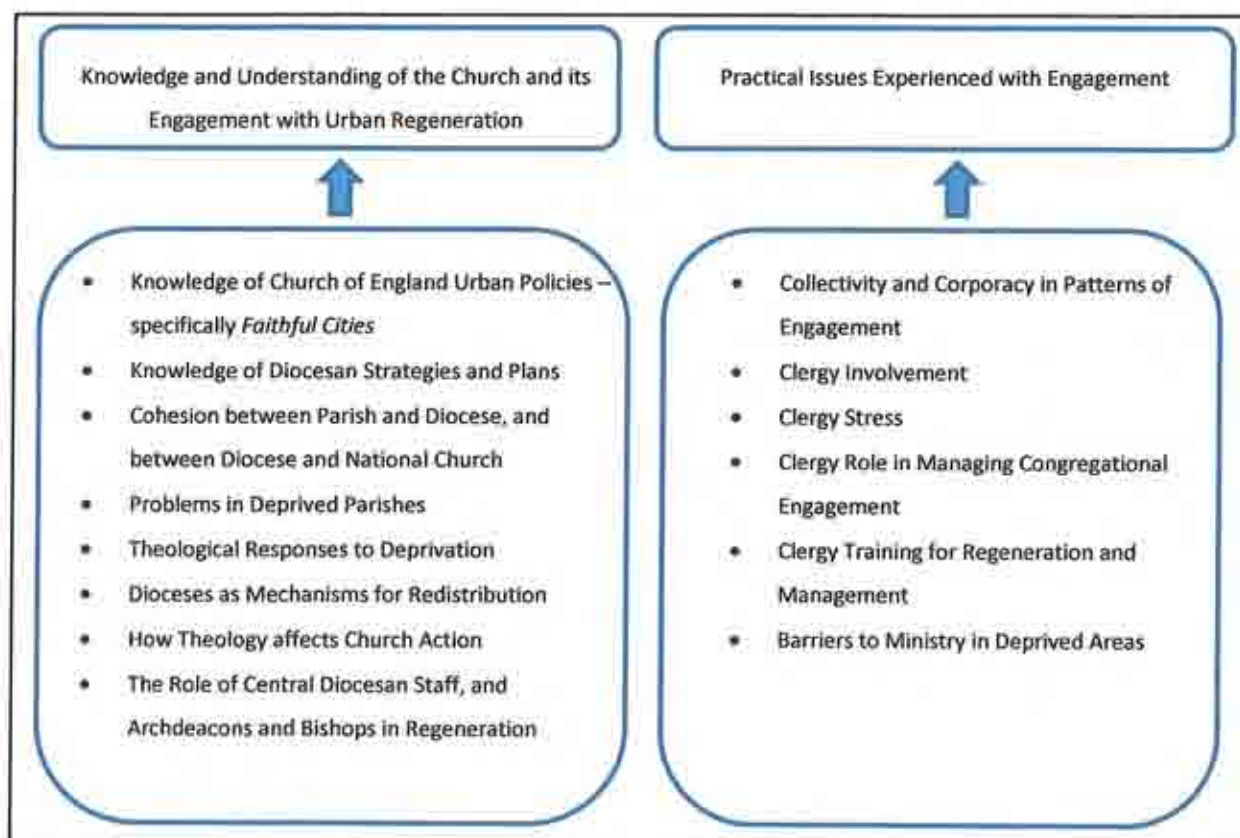 Knowledge and Understanding of the Church and its
Engagement with Urban Regeneration
Practical Issues Experienced with Engagement
• Knowledge of Church of England Urban Policies –
specifically Faithful Cities
• Knowledge of Diocesan Strategies and Plans
• Cohesion between Parish and Diocese, and
between Diocese and National Church
• Problems in Deprived Parishes
• Theological Responses to Deprivation
• Dioceses as Mechanisms for Redistribution
• How Theology affects Church Action
• The Role of Central Diocesan Staff, and
Archdeacons and Bishops in Regeneration
• Collectivity and Corporacy in Patterns of
Engagement
• Clergy Involvement
• Clergy Stress
• Clergy Role in Managing Congregational
Engagement
• Clergy Training for Regeneration and
Management
• Barriers to Ministry in Deprived Areas